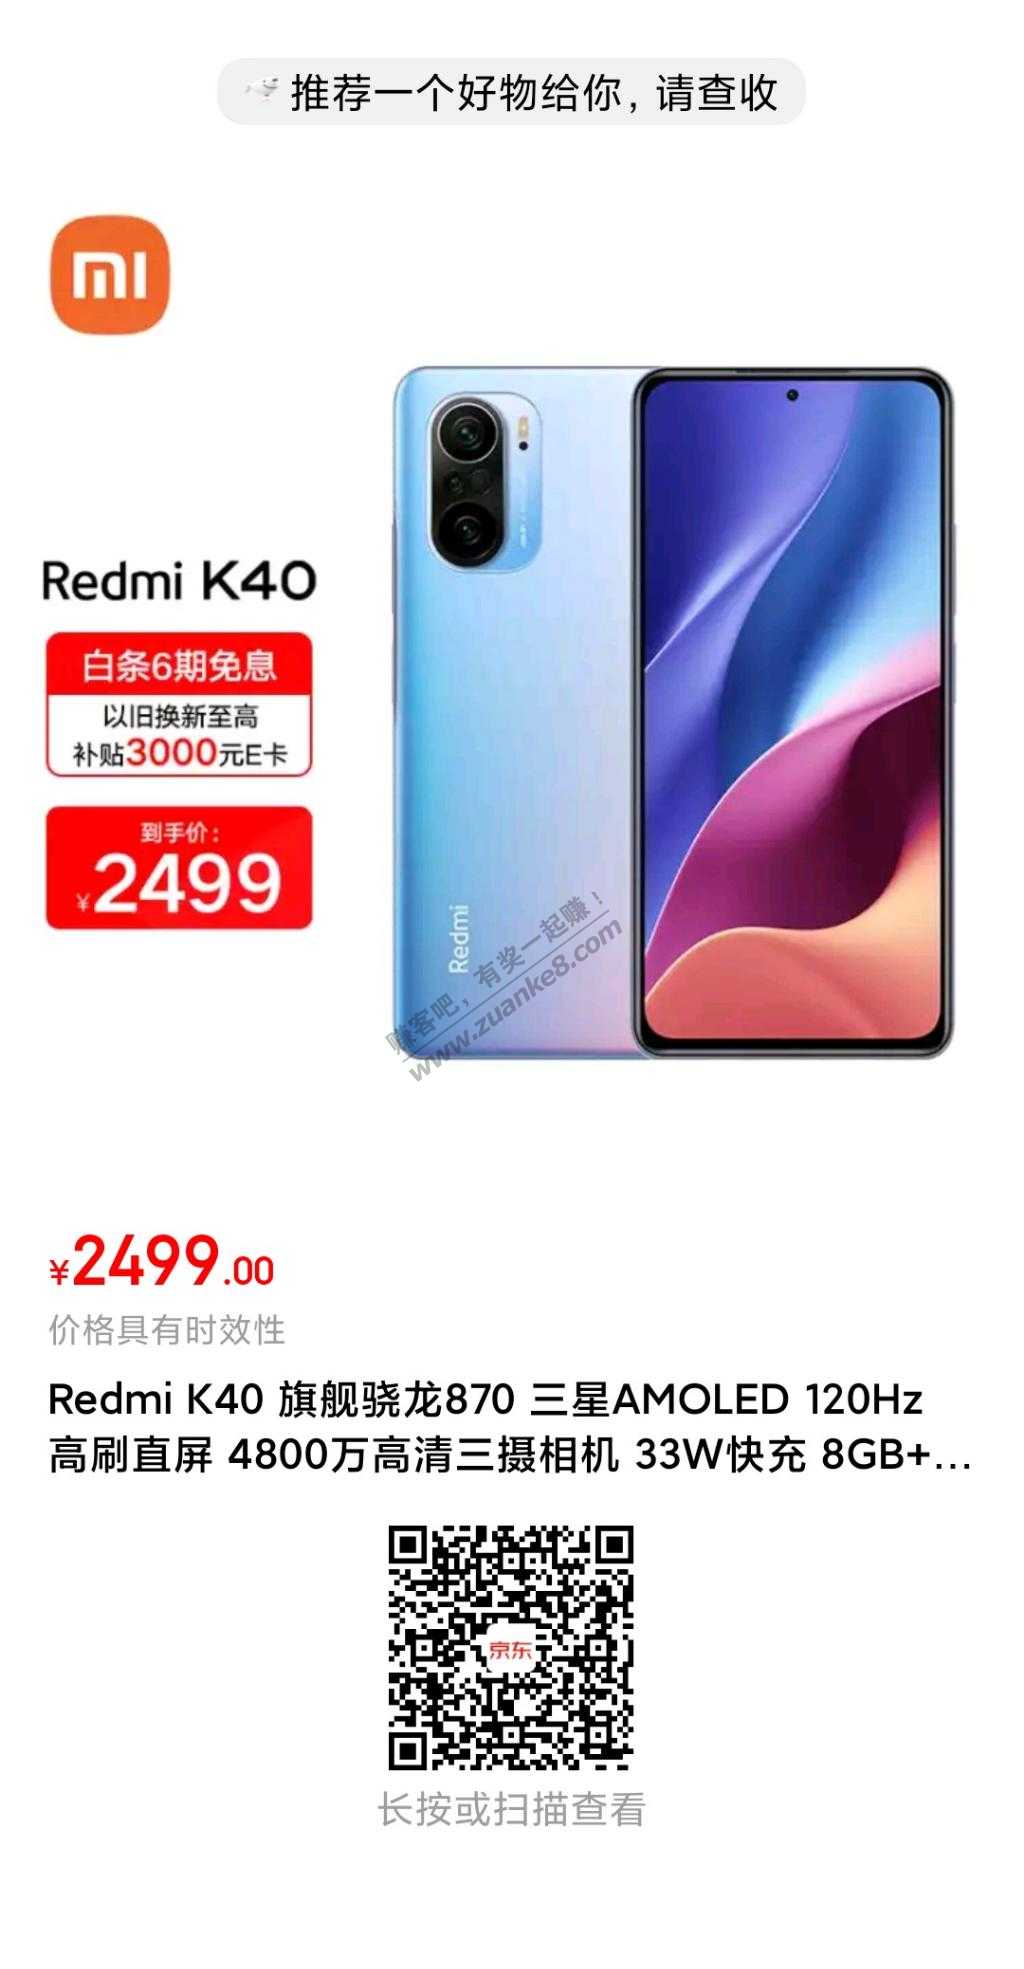 推荐一个好物给你，请查收
mi
Redmi K40
白条6期免息
以旧换新至高
补贴3000元E卡
到手价：
¥2499
Redmi
赚客吧，有奖一起赚！
www.zuanke8.com
¥2499.00
价格具有时效性
Redmi K40 旗舰骁龙870 三星AMOLED 120Hz
高刷直屏 4800万高清三摄相机 33W快充 8GB+...
京东
长按或扫描查看